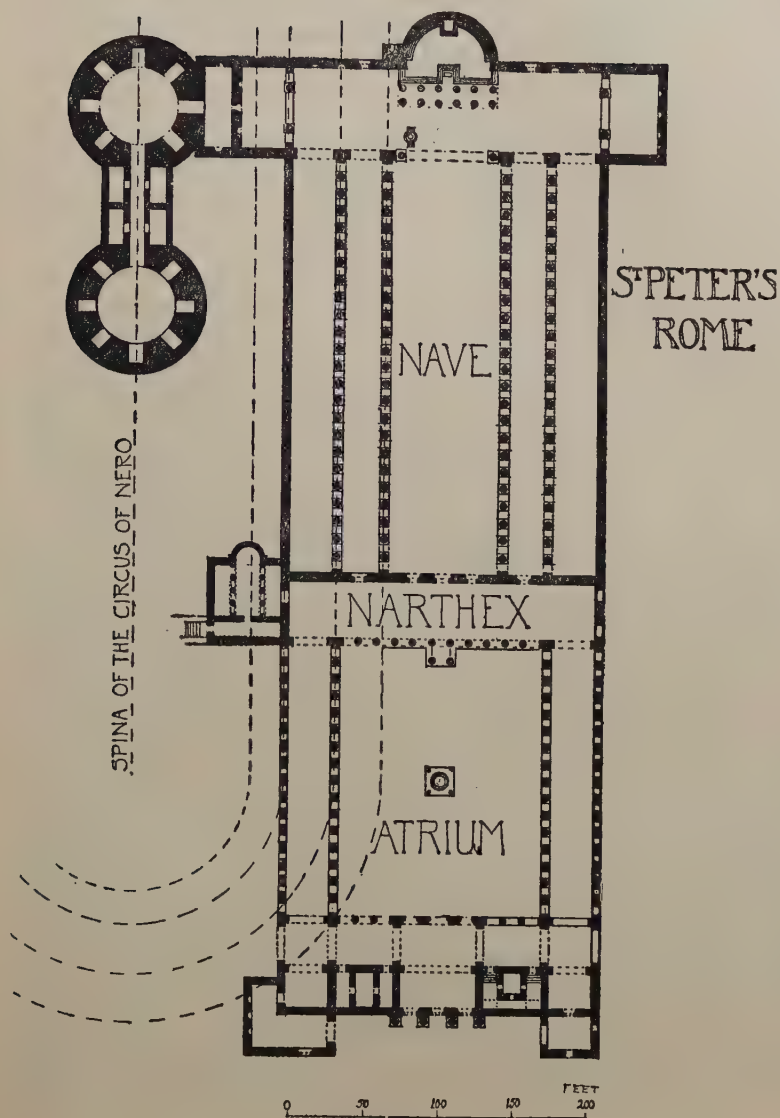 St PETER'S
ROME
NAVE
SPINA OF THE CIRCUS OF NERO
NARTHEX
ATRIUM
FEET
0 50 100 150 200